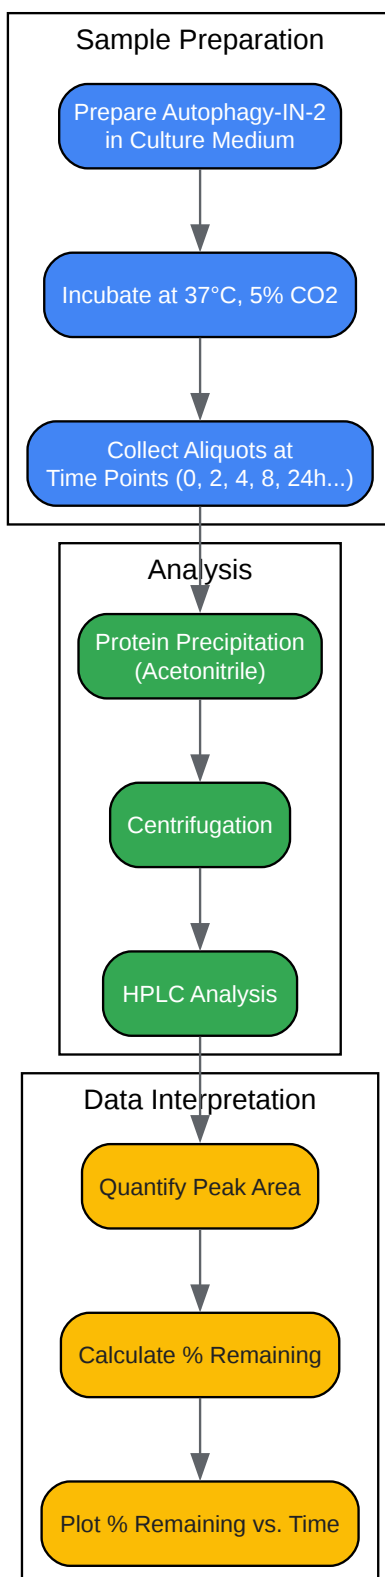 Sample Preparation
Prepare Autophagy-IN-2
in Culture Medium
Incubate at 37°C, 5% CO2
Collect Aliquots at
Time Points (0, 2, 4, 8, 24h...)
Analysis
Protein Precipitation
(Acetonitrile)
Centrifugation
HPLC Analysis
Data Interpretation
Quantify Peak Area
Calculate % Remaining
Plot % Remaining vs. Time